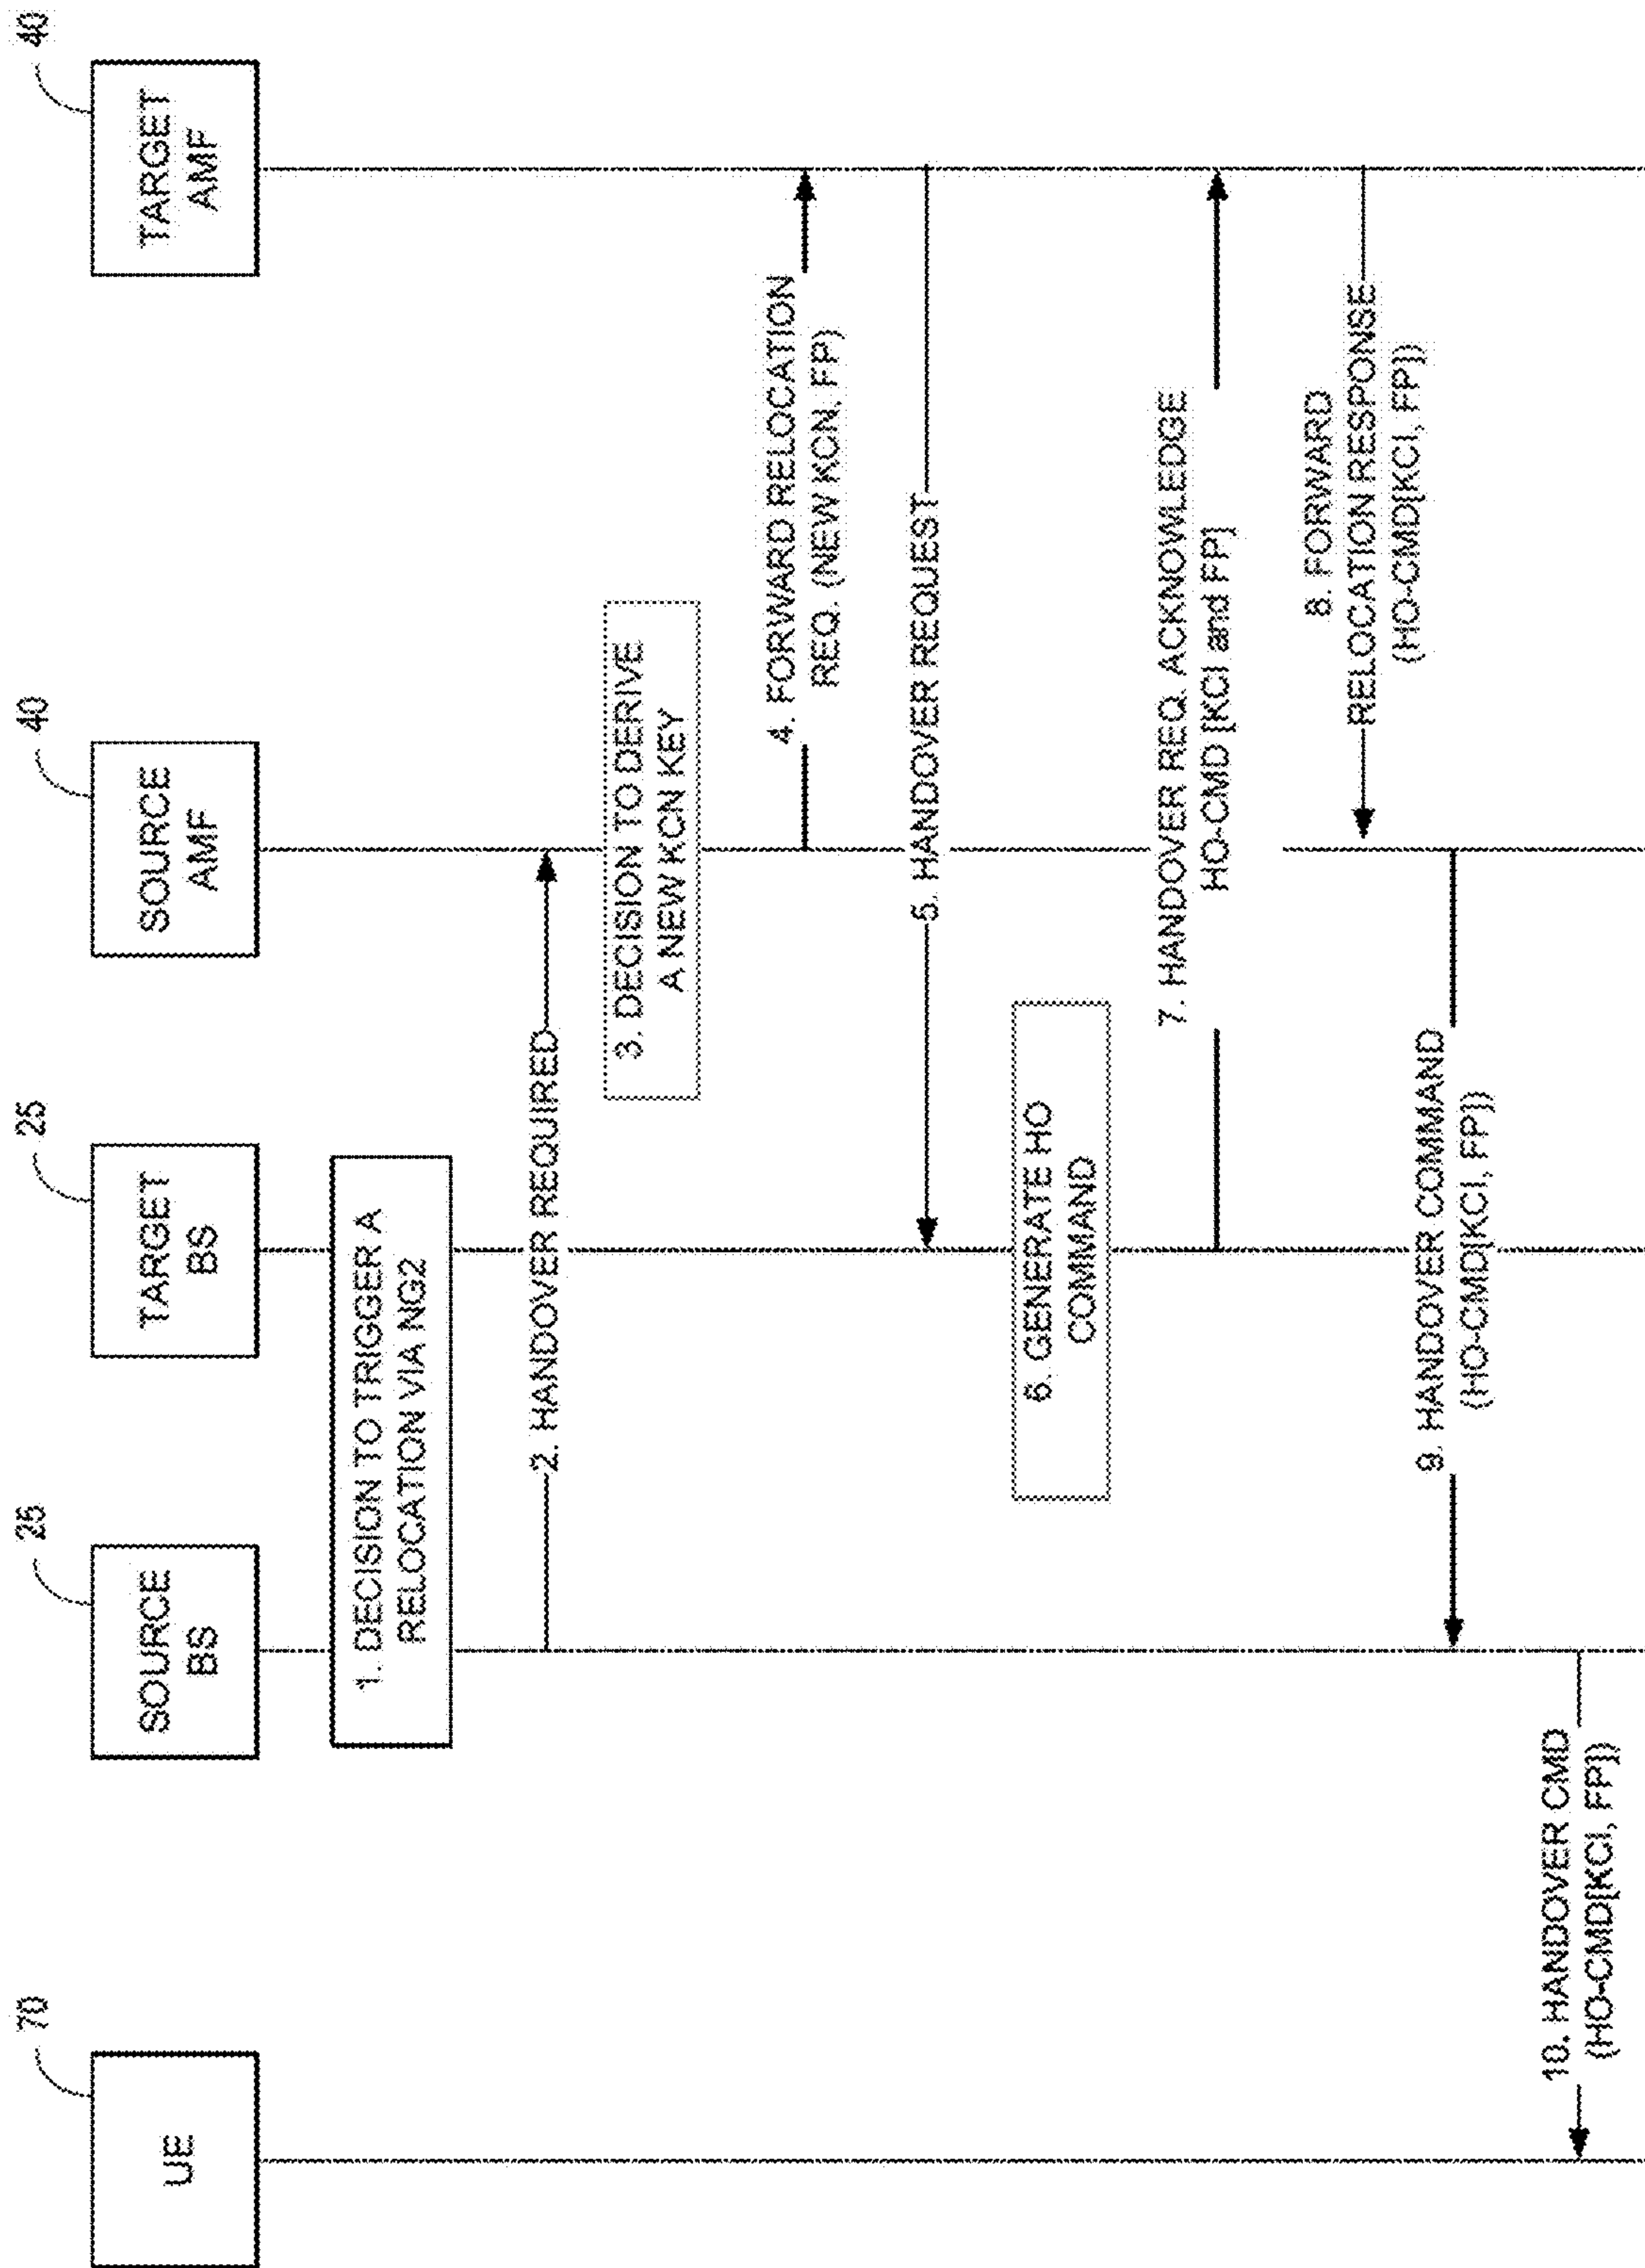 70
25
25
40
40
UE
SOURCE
BS
TARGET
BS
SOURCE
AMF
TARGET
AMF
1. DECISION TO TRIGGER A
RELOCATION VIA NG2
2. HANDOVER REQUIRED
3. DECISION TO DERIVE
A NEW KCN KEY
4. FORWARD RELOCATION
REQ. (NEW KCN, FP)
5. HANDOVER REQUEST
6. GENERATE HO
COMMAND
7. HANDOVER REQ. ACKNOWLEDGE
HO-CMD [KCI and FP]
8. FORWARD
RELOCATION RESPONSE
(HO-CMD[KCI, FP])
9. HANDOVER COMMAND
(HO-CMD[KCI, FP])
10. HANDOVER CMD
(HO-CMD[KCI, FP])